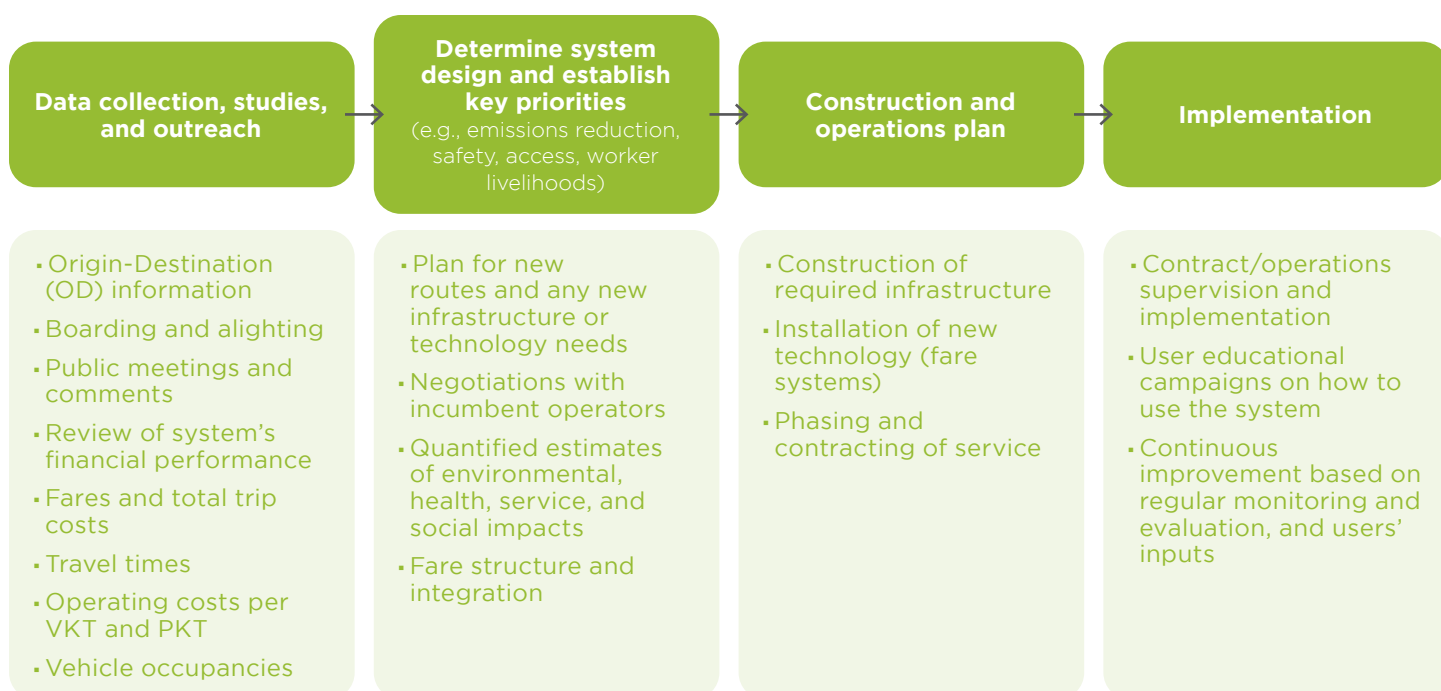 Data collection, studies,
and outreach
Determine system
design and establish
key priorities
(e.g., emissions reduction,
safety, access, worker
livelihoods)
Construction and
operations plan
Implementation
▪ Origin-Destination
(OD) information
▪ Boarding and alighting
▪ Public meetings and
comments
▪ Review of system’s
financial performance
▪ Fares and total trip
costs
▪ Travel times
▪ Operating costs per
VKT and PKT
▪ Vehicle occupancies
▪ Plan for new
routes and any new
infrastructure or
technology needs
▪ Negotiations with
incumbent operators
▪ Quantified estimates
of environmental,
health, service, and
social impacts
▪ Fare structure and
integration
▪ Construction of
required infrastructure
▪ Installation of new
technology (fare
systems)
▪ Phasing and
contracting of service
▪ Contract/operations
supervision and
implementation
▪ User educational
campaigns on how to
use the system
▪ Continuous
improvement based on
regular monitoring and
evaluation, and users’
inputs